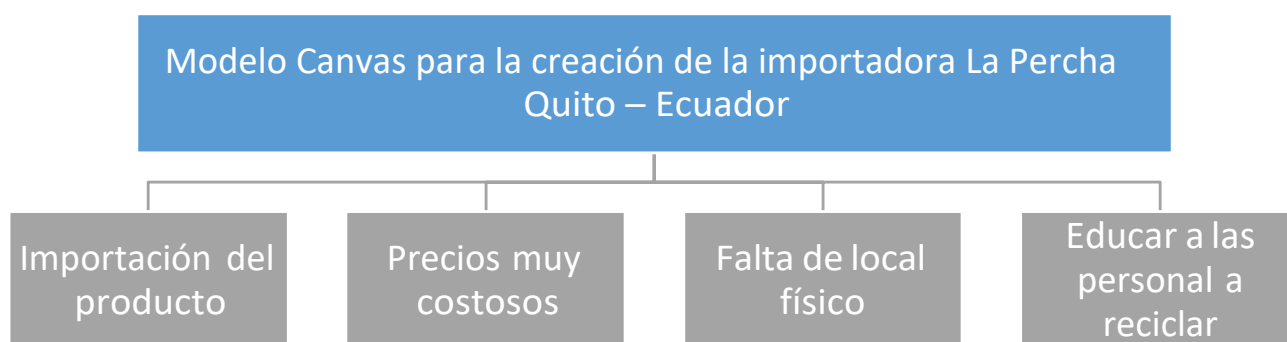 Modelo Canvas para la creación de la importadora La Percha
Quito – Ecuador
Importación del
producto
Precios muy
costosos
Falta de local
físico
Educar a las
personal a
reciclar